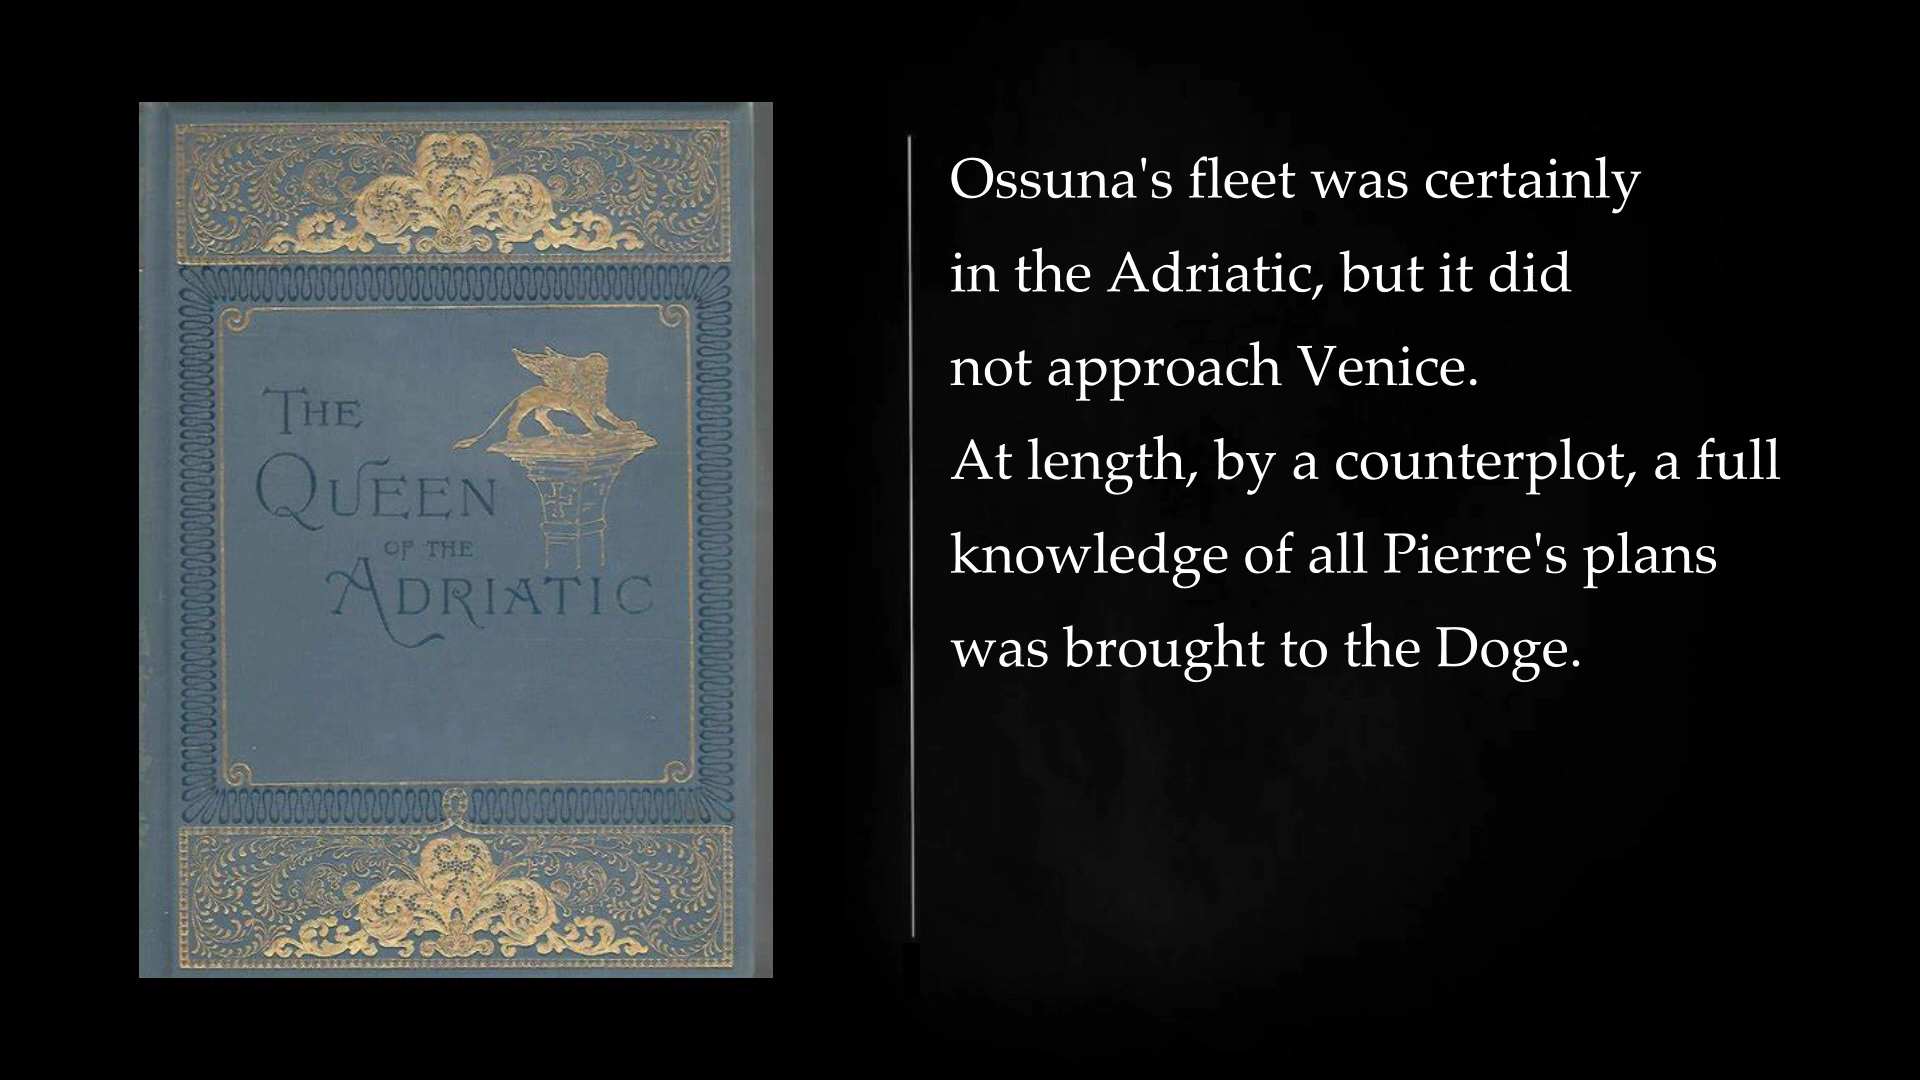 THE
QUEEN
OF THE
ADRIATIC
Ossuna's fleet was certainly
in the Adriatic, but it did
not approach Venice.
At length, by a counterplot, a full
knowledge of all Pierre's plans
was brought to the Doge.